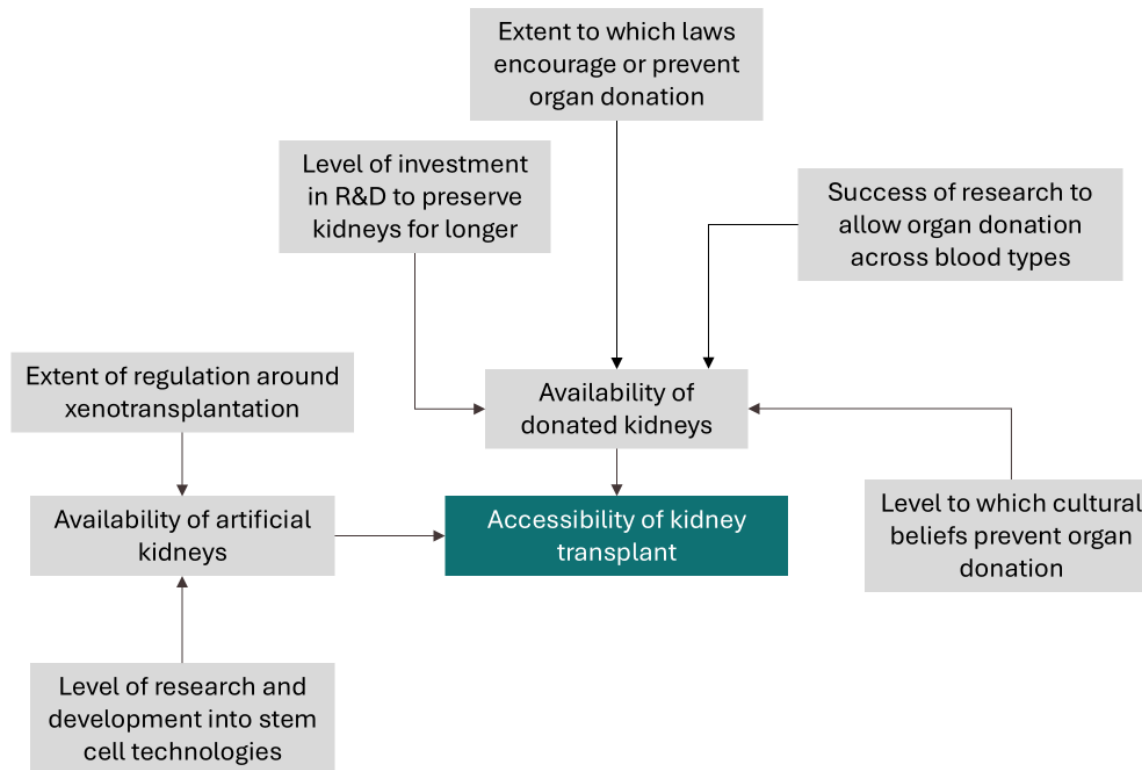 Extent to which laws
encourage or prevent
organ donation
Level of investment
in R&D to preserve
kidneys for longer
Success of research to
allow organ donation
across blood types
Extent of regulation around
xenotransplantation
Availability of
donated kidneys
Availability of artificial
kidneys
Accessibility of kidney
transplant
Level to which cultural
beliefs prevent organ
donation
Level of research and
development into stem
cell technologies